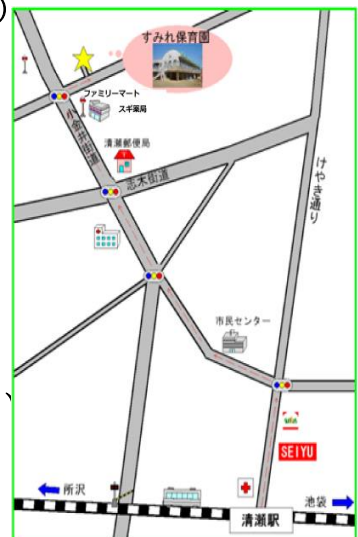 すみれ保育園
ファミリーマート
スギ薬局
小金井街道
清瀬郵便局
志木街道
けやき通り
市民センター
SEIYU
所沢
池袋
清瀬駅